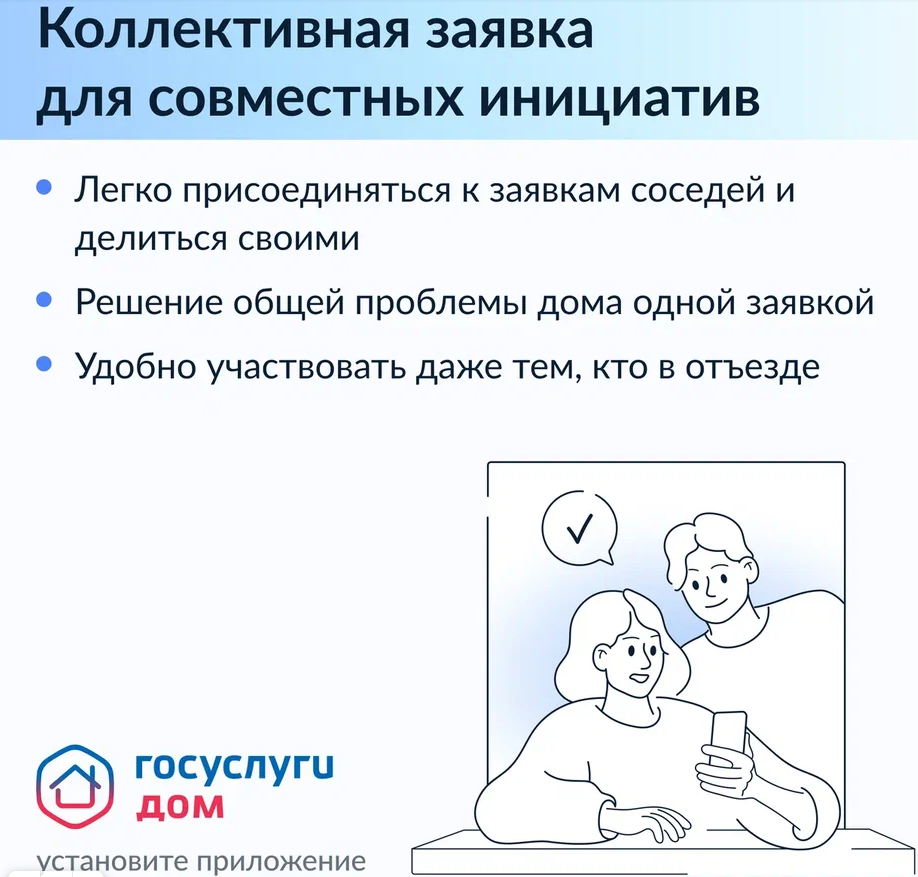 Коллективная заявка
для совместных инициатив
Легко присоединяться к заявкам соседей и
делиться своими
Решение общей проблемы дома одной заявкой
Удобно участвовать даже тем, кто в отъезде
госуслуги
дом
установите приложение